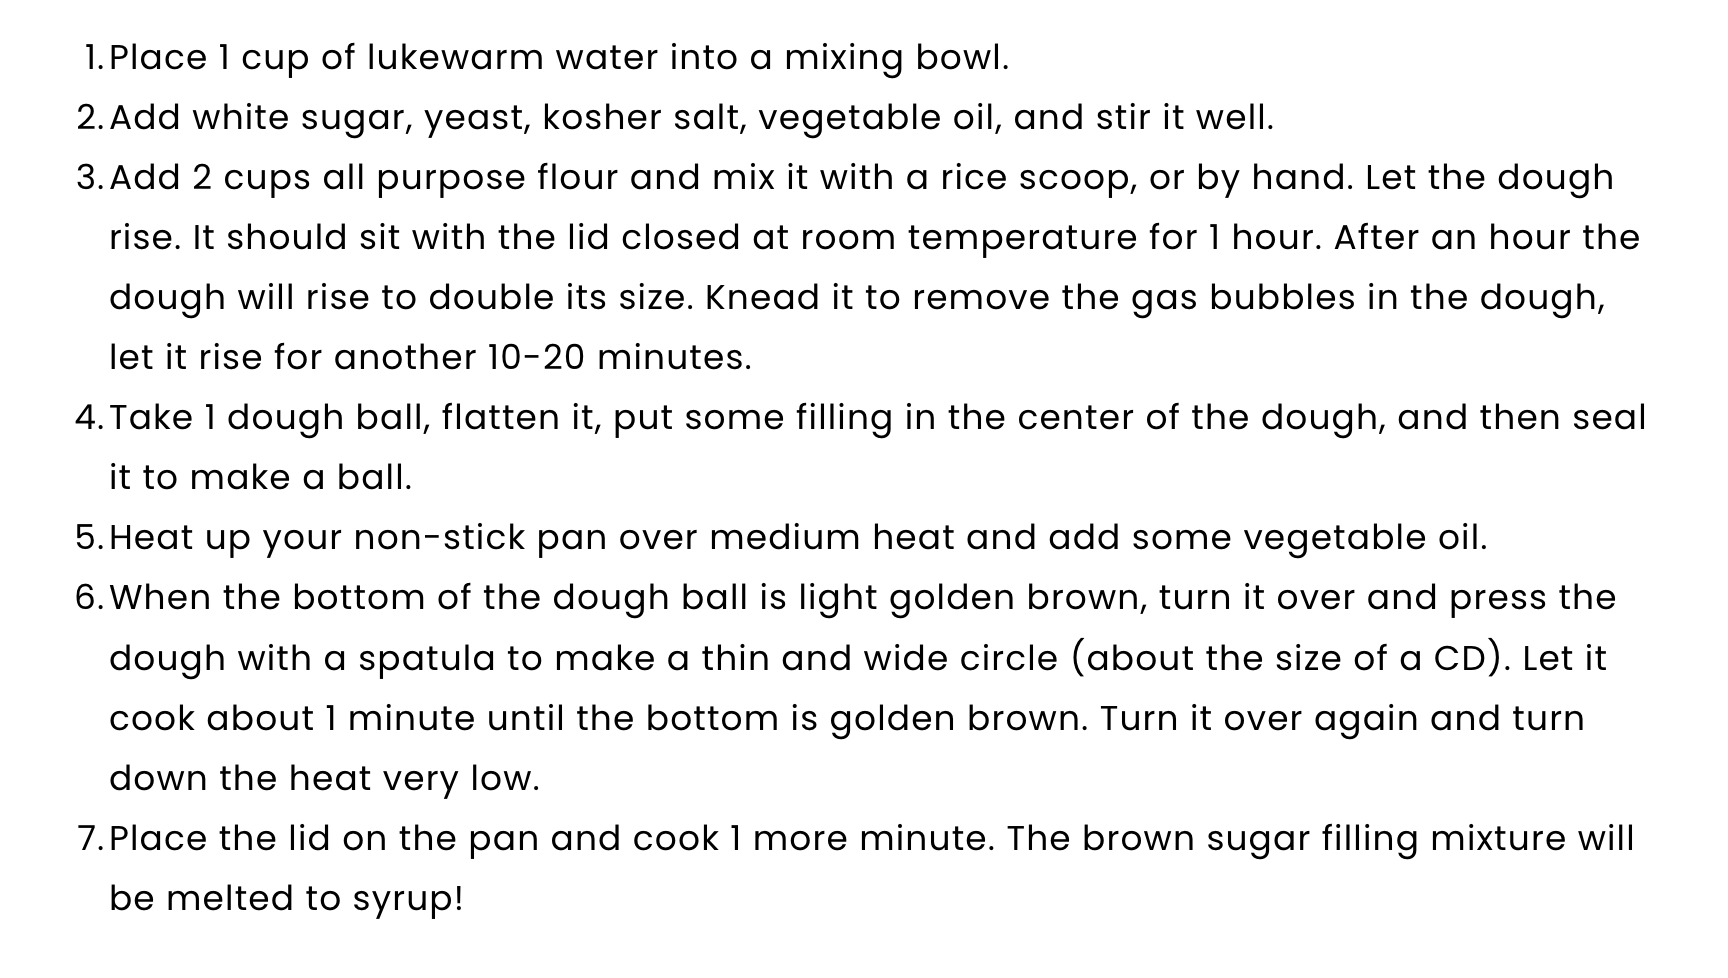 1. Place 1 cup of lukewarm water into a mixing bowl.
2. Add white sugar, yeast, kosher salt, vegetable oil, and stir it well.
3. Add 2 cups all purpose flour and mix it with a rice scoop, or by hand. Let the dough
rise. It should sit with the lid closed at room temperature for 1 hour. After an hour the
dough will rise to double its size. Knead it to remove the gas bubbles in the dough,
let it rise for another 10-20 minutes.
4. Take 1 dough ball, flatten it, put some filling in the center of the dough, and then seal
it to make a ball.
5. Heat up your non-stick pan over medium heat and add some vegetable oil.
6. When the bottom of the dough ball is light golden brown, turn it over and press the
dough with a spatula to make a thin and wide circle (about the size of a CD). Let it
cook about 1 minute until the bottom is golden brown. Turn it over again and turn
down the heat very low.
7. Place the lid on the pan and cook 1 more minute. The brown sugar filling mixture will
be melted to syrup!